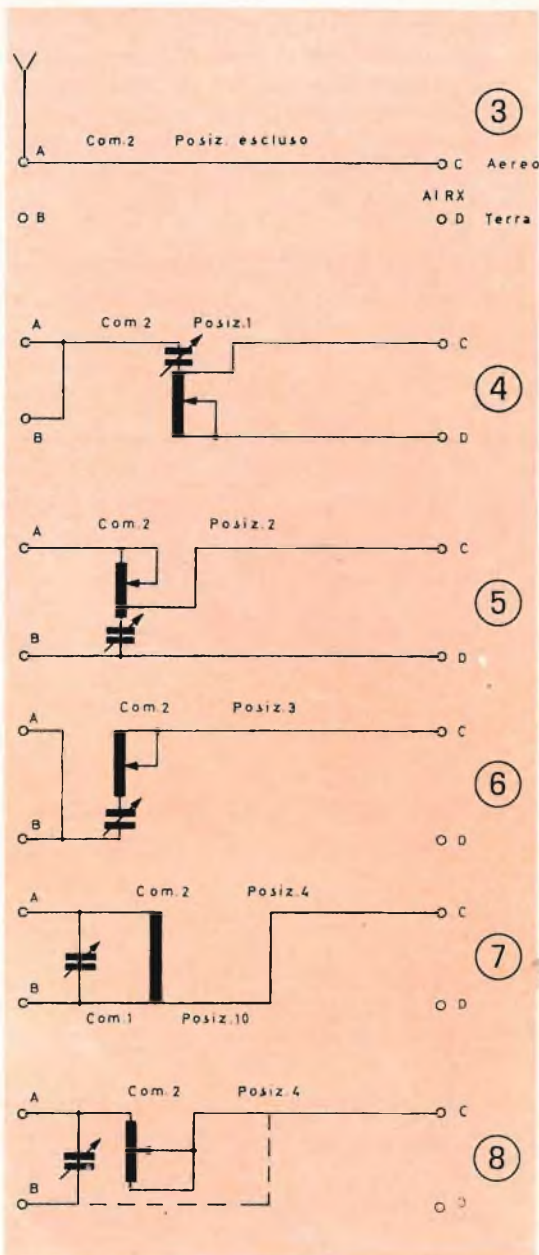 ③
A Com.2 Posiz. escluso C Aereo
Al RX
B D Terra
A Com.2 Posiz.1 C
④
B D
A Com.2 Posiz.2 C
⑤
B D
A Com.2 Posiz.3 C
⑥
B D
A Com.2 Posiz.4 C
⑦
B D
Com.1 Posiz.10
A Com.2 Posiz.4 C
⑧
B